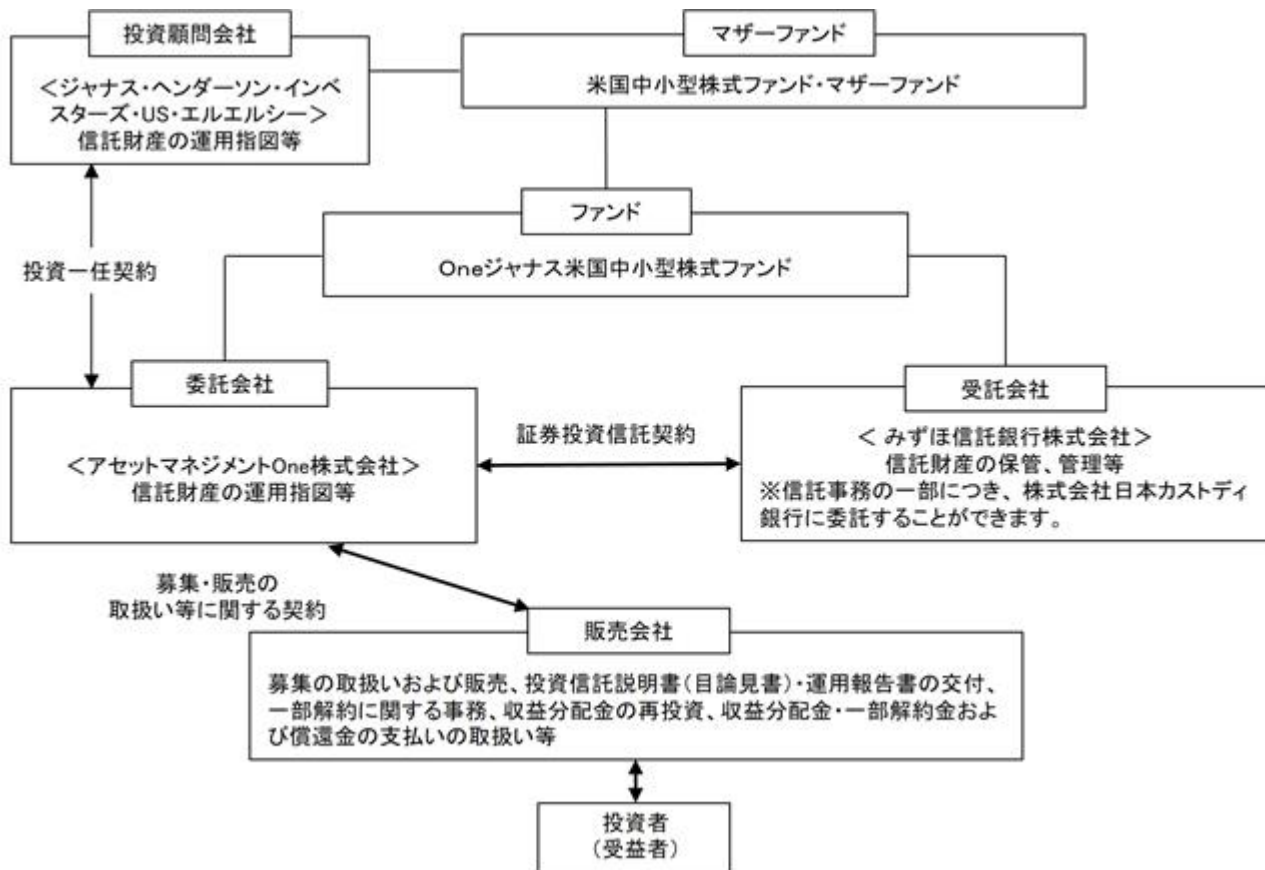 投資顧問会社
<ジャナス・ヘンダーソン・インベ
スターズ・US・エルエルシー>
信託財産の運用指図等
マザーファンド
米国中小型株式ファンド・マザーファンド
ファンド
Oneジャナス米国中小型株式ファンド
投資一任契約
委託会社
<アセットマネジメントOne株式会社>
信託財産の運用指図等
証券投資信託契約
受託会社
< みずほ信託銀行株式会社>
信託財産の保管、管理等
※信託事務の一部につき、株式会社日本カストディ
銀行に委託することができます。
募集・販売の
取扱い等に関する契約
販売会社
募集の取扱いおよび販売、投資信託説明書(目論見書)・運用報告書の交付、
一部解約に関する事務、収益分配金の再投資、収益分配金・一部解約金およ
び償還金の支払いの取扱い等
投資者
(受益者)